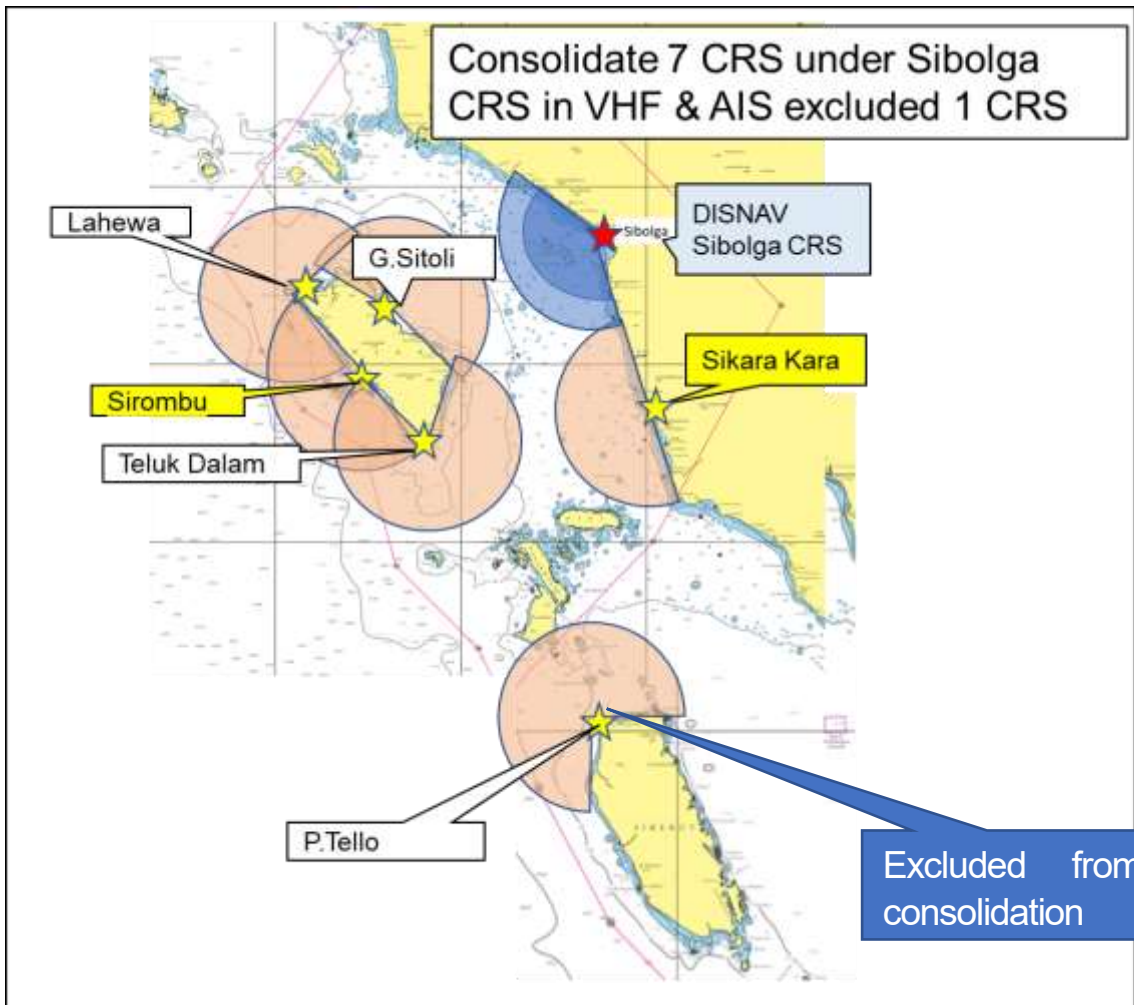 Consolidate 7 CRS under Sibolga
CRS in VHF & AIS excluded 1 CRS
Lahewa
G.Sitoli
Sibolga
DISNAV
Sibolga CRS
Sikara Kara
Sirombu
Teluk Dalam
P.Tello
Excluded from
consolidation